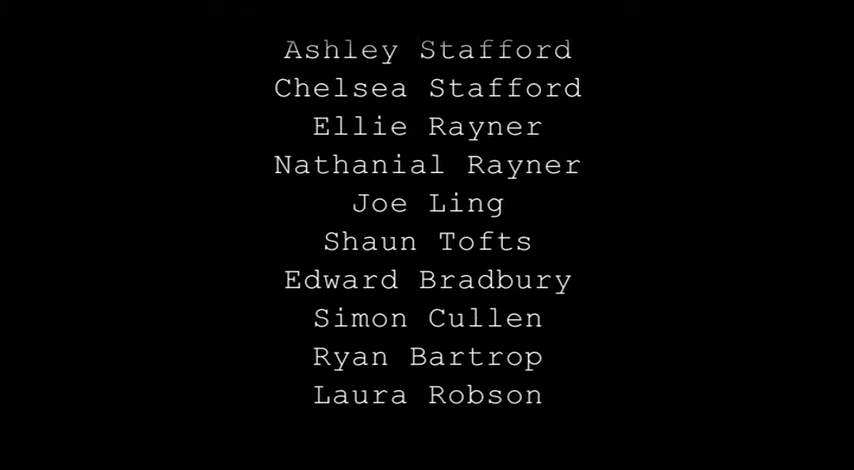 Ashley Stafford
Chelsea Stafford
Ellie Rayner
Nathanial Rayner
Joe Ling
Shaun Tofts
Edward Bradbury
Simon Cullen
Ryan Bartrop
Laura Robson